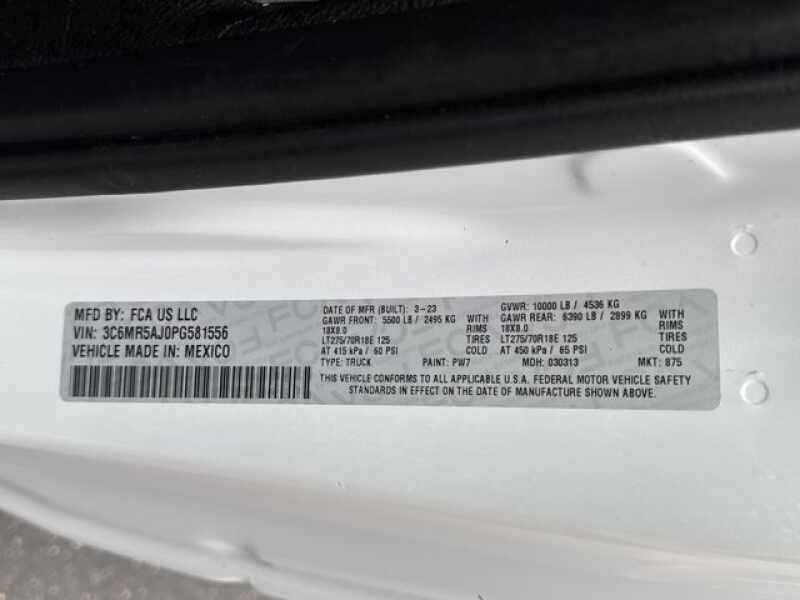 MFD BY: FCA US LLC
VIN: 3C6MR5AJ0PG581556
VEHICLE MADE IN: MEXICO
DATE OF MFR (BUILT): 3-23 GVWR: 10000 LB / 4536 KG
GAWR FRONT: 5500 LB / 2495 KG WITH GAWR REAR: 6390 LB / 2899 KG WITH
18X8.0 RIMS 18X8.0 RIMS
LT275/70R18E 125 TIRES LT275/70R18E 125 TIRES
AT 415 kPa / 60 PSI COLD AT 450 kPa / 65 PSI COLD
TYPE: TRUCK PAINT: PW7 MDH: 030313 MKT: 875
THIS VEHICLE CONFORMS TO ALL APPLICABLE U.S.A. FEDERAL MOTOR VEHICLE SAFETY
STANDARDS IN EFFECT ON THE DATE OF MANUFACTURE SHOWN ABOVE.